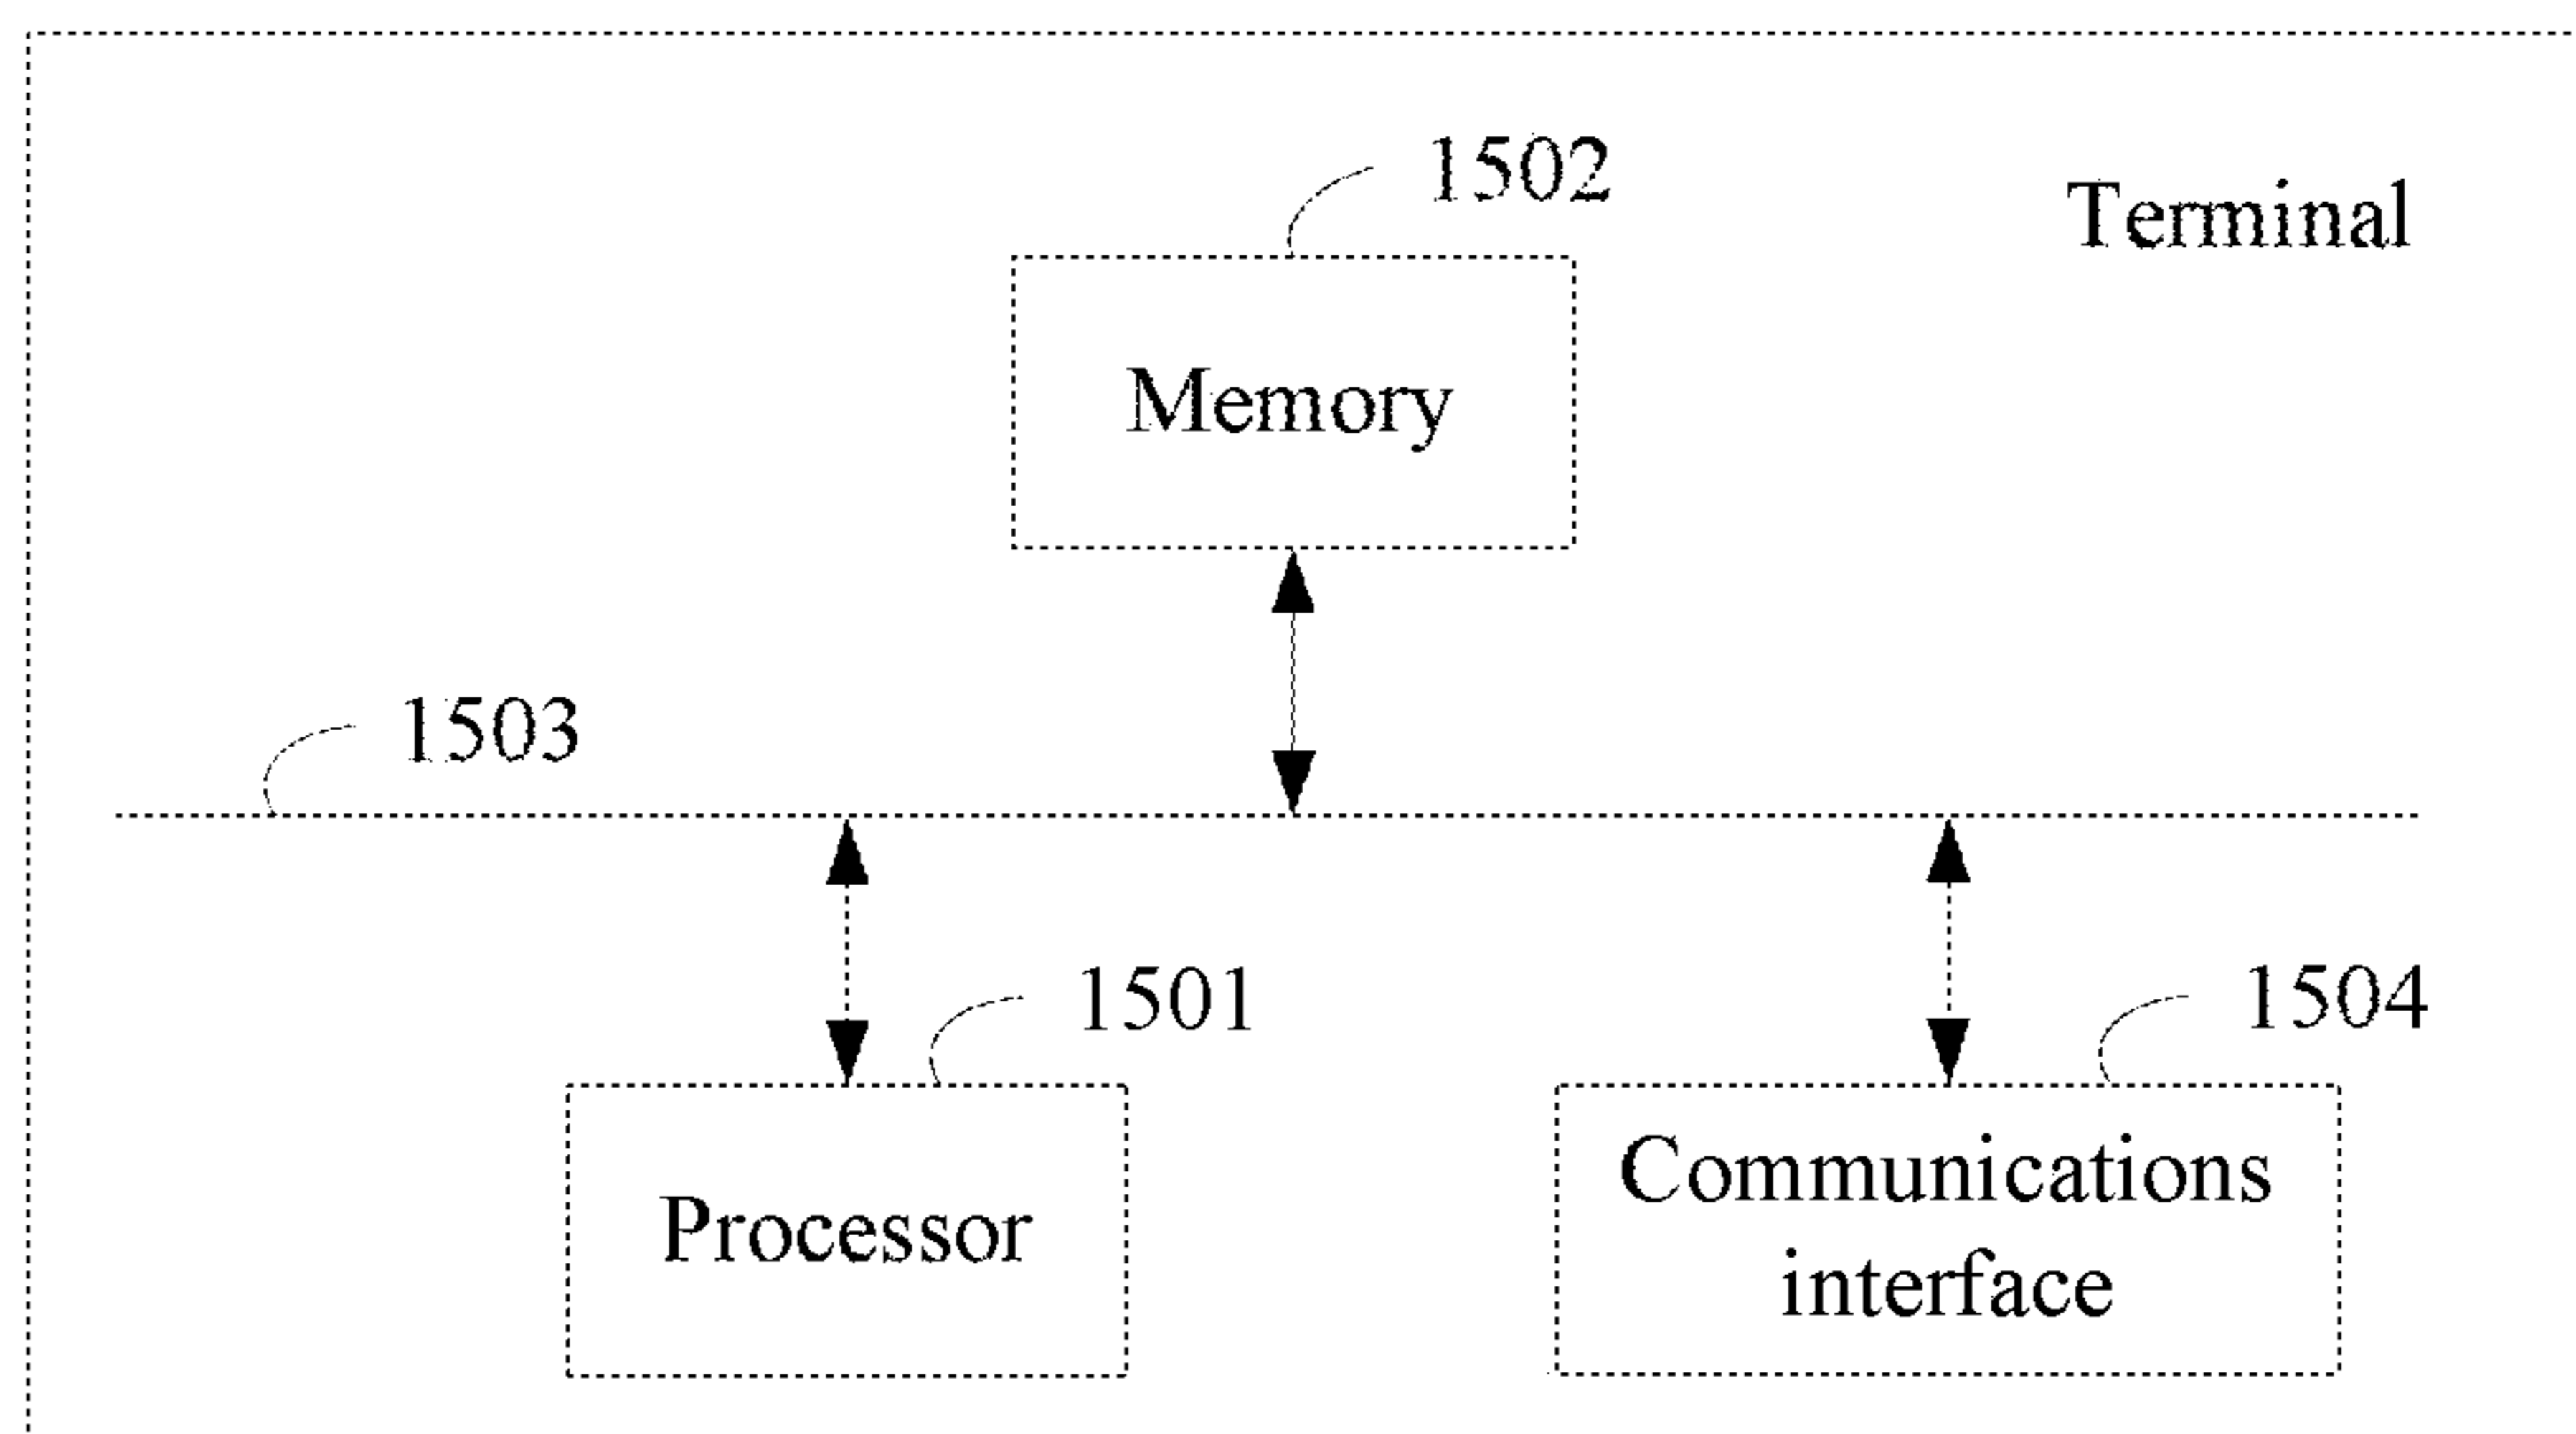 1502
Terminal
Memory
1503
1501
1504
Processor
Communications
interface